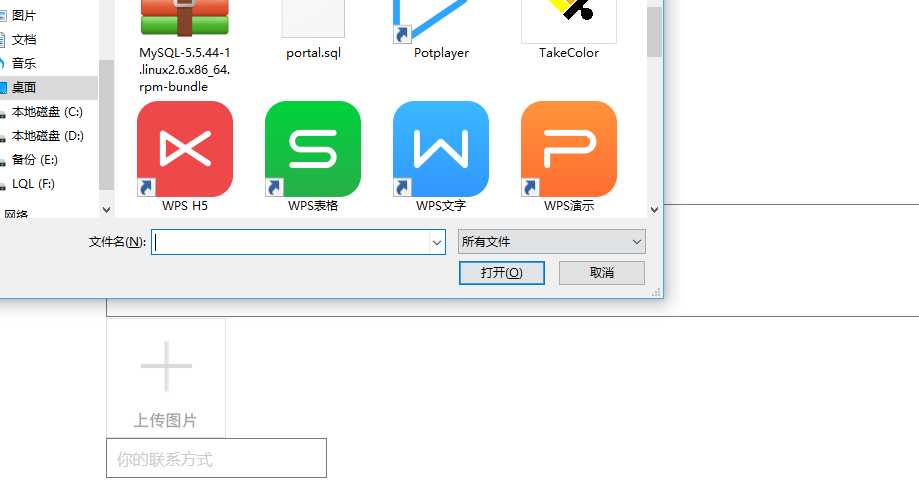 图片
文档
音乐
桌面
本地磁盘 (C:)
本地磁盘 (D:)
备份 (E:)
LQL (F:)
网络
MySQL-5.5.44-1
.linux2.6.x86_64.
rpm-bundle
portal.sql
Potplayer
TakeColor
WPS H5
WPS表格
WPS文字
WPS演示
文件名(N):
所有文件
打开(O)
取消
上传图片
你的联系方式